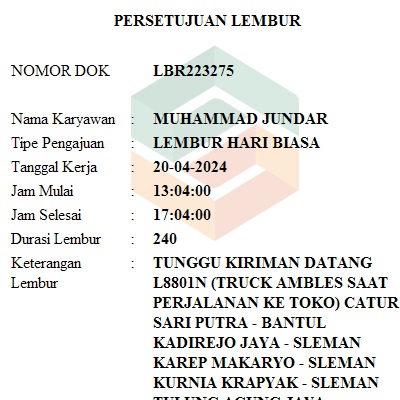 PERSETUJUAN LEMBUR
NOMOR DOK LBR223275
Nama Karyawan : MUHAMMAD JUNDAR
Tipe Pengajuan : LEMBUR HARI BIASA
Tanggal Kerja : 20-04-2024
Jam Mulai : 13:04:00
Jam Selesai : 17:04:00
Durasi Lembur : 240
Keterangan : TUNGGU KIRIMAN DATANG
Lembur L8801N (TRUCK AMBLES SAAT
PERJALANAN KE TOKO) CATUR
SARI PUTRA - BANTUL
KADIREJO JAYA - SLEMAN
KAREP MAKARYO - SLEMAN
KURNIA KRAPYAK - SLEMAN
TULUNG AGUNG JAYA